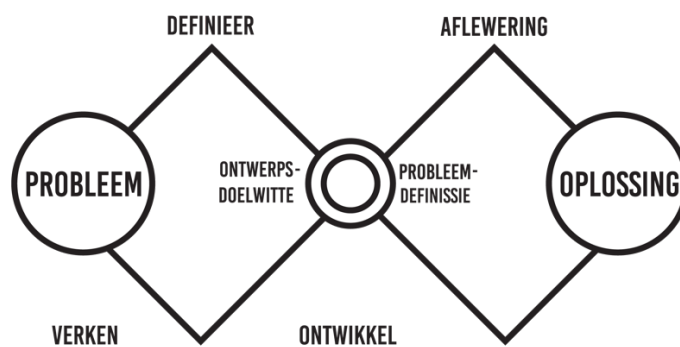 DEFINIEER
AFLEWERING
PROBLEEM
ONTWERPS-
DOELWITTE
PROBLEEM-
DEFINISSIE
OPLOSSING
VERKEN
ONTWIKKEL